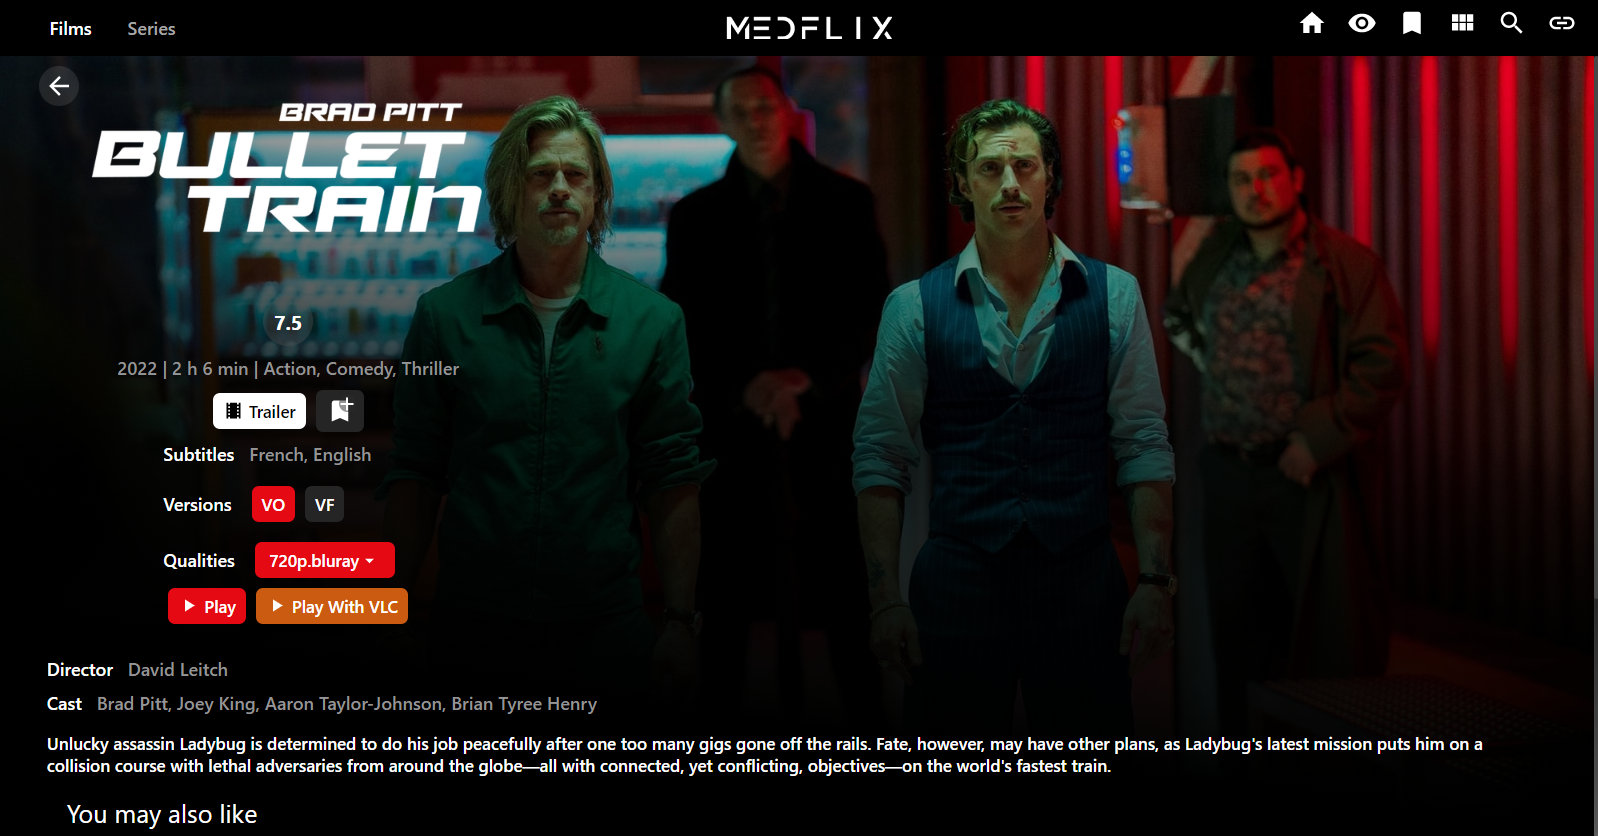 Films
Series
MEDFLIX
BRAD PITT
BULLET
TRAIN
7.5
2022 | 2 h 6 min | Action, Comedy, Thriller
Trailer
Subtitles French, English
Versions VO VF
Qualities 720p.bluray
Play Play With VLC
Director David Leitch
Cast Brad Pitt, Joey King, Aaron Taylor-Johnson, Brian Tyree Henry
Unlucky assassin Ladybug is determined to do his job peacefully after one too many gigs gone off the rails. Fate, however, may have other plans, as Ladybug's latest mission puts him on a
collision course with lethal adversaries from around the globe—all with connected, yet conflicting, objectives—on the world's fastest train.
You may also like